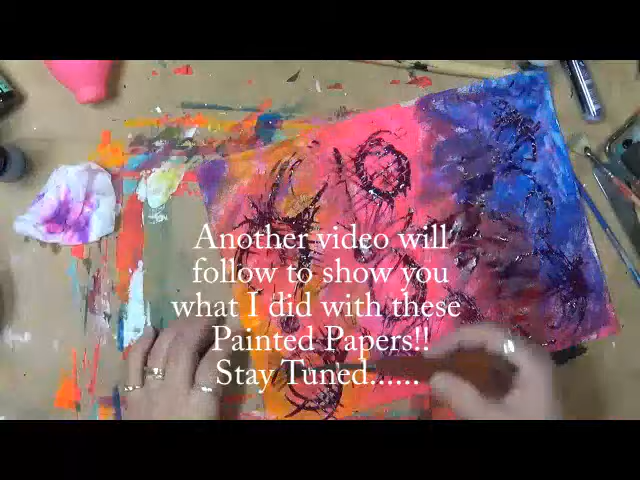 Another video will
follow to show you
what I did with these
Painted Papers!!
Stay Tuned......